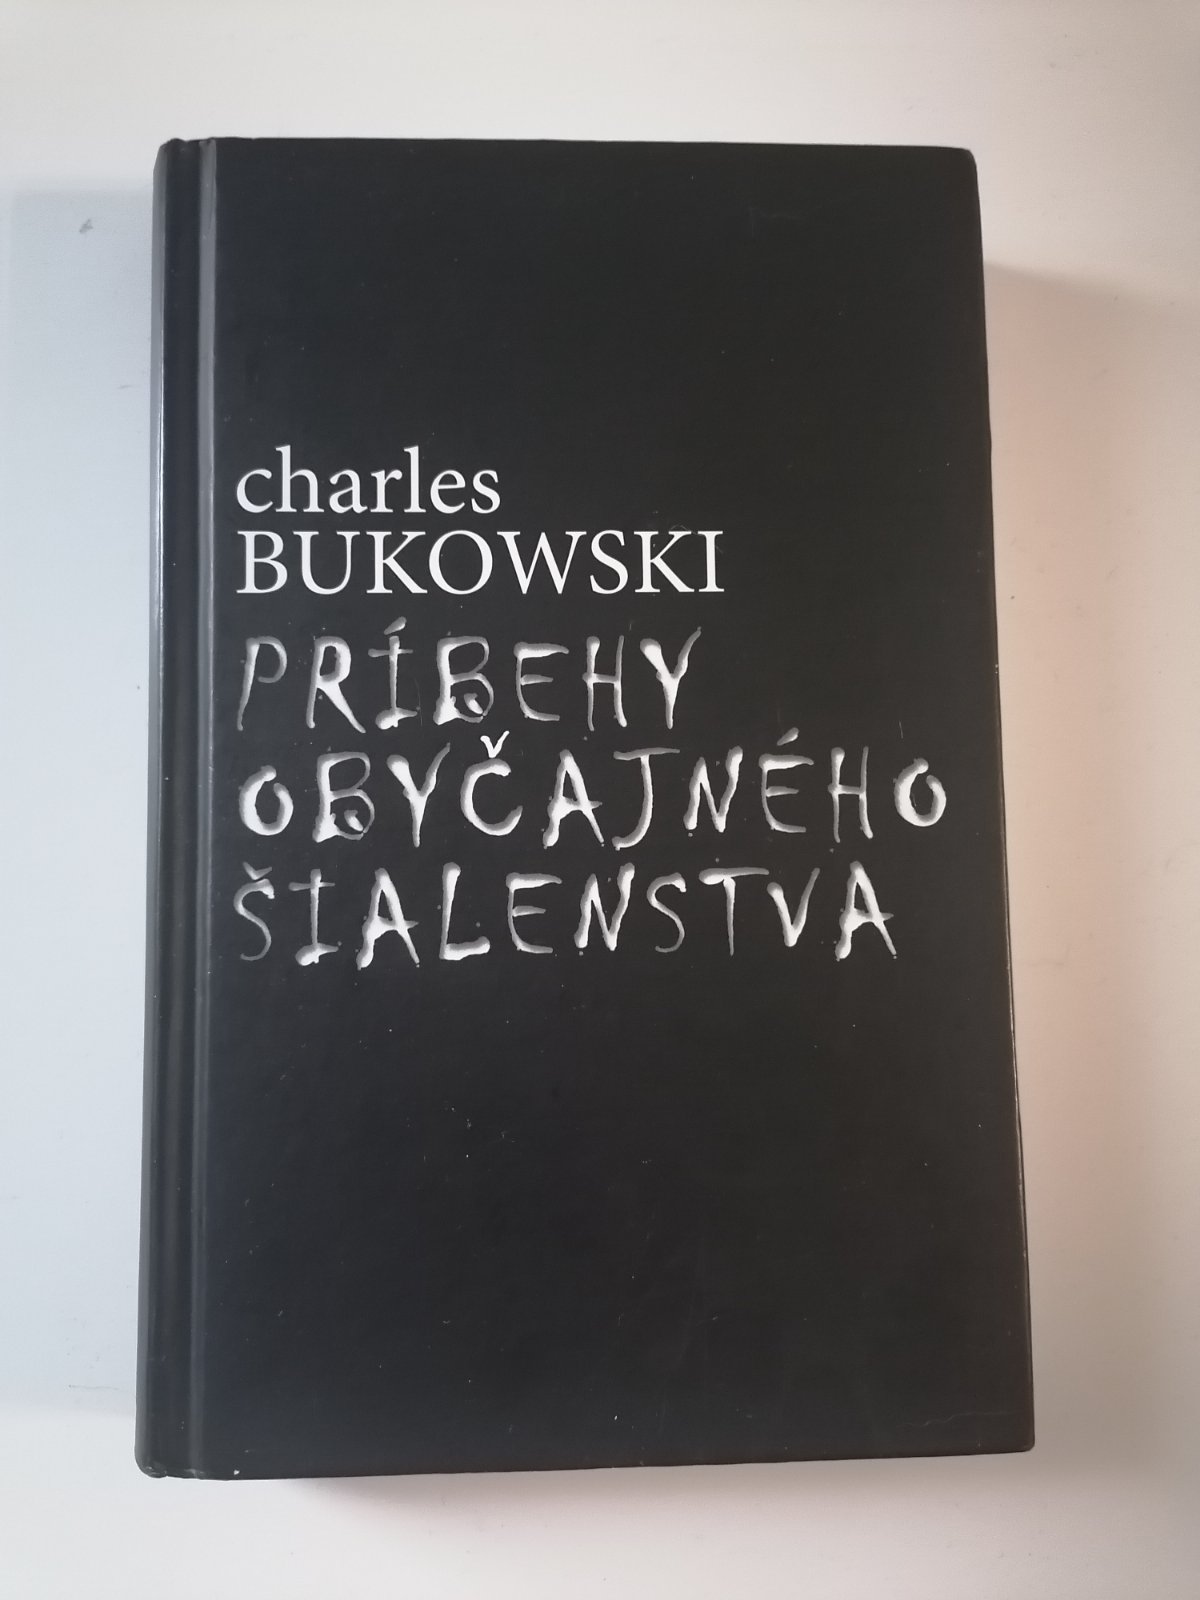 charles
BUKOWSKI
PRÍBEHY
OBYČAJNÉHO
ŠIALENSTVA